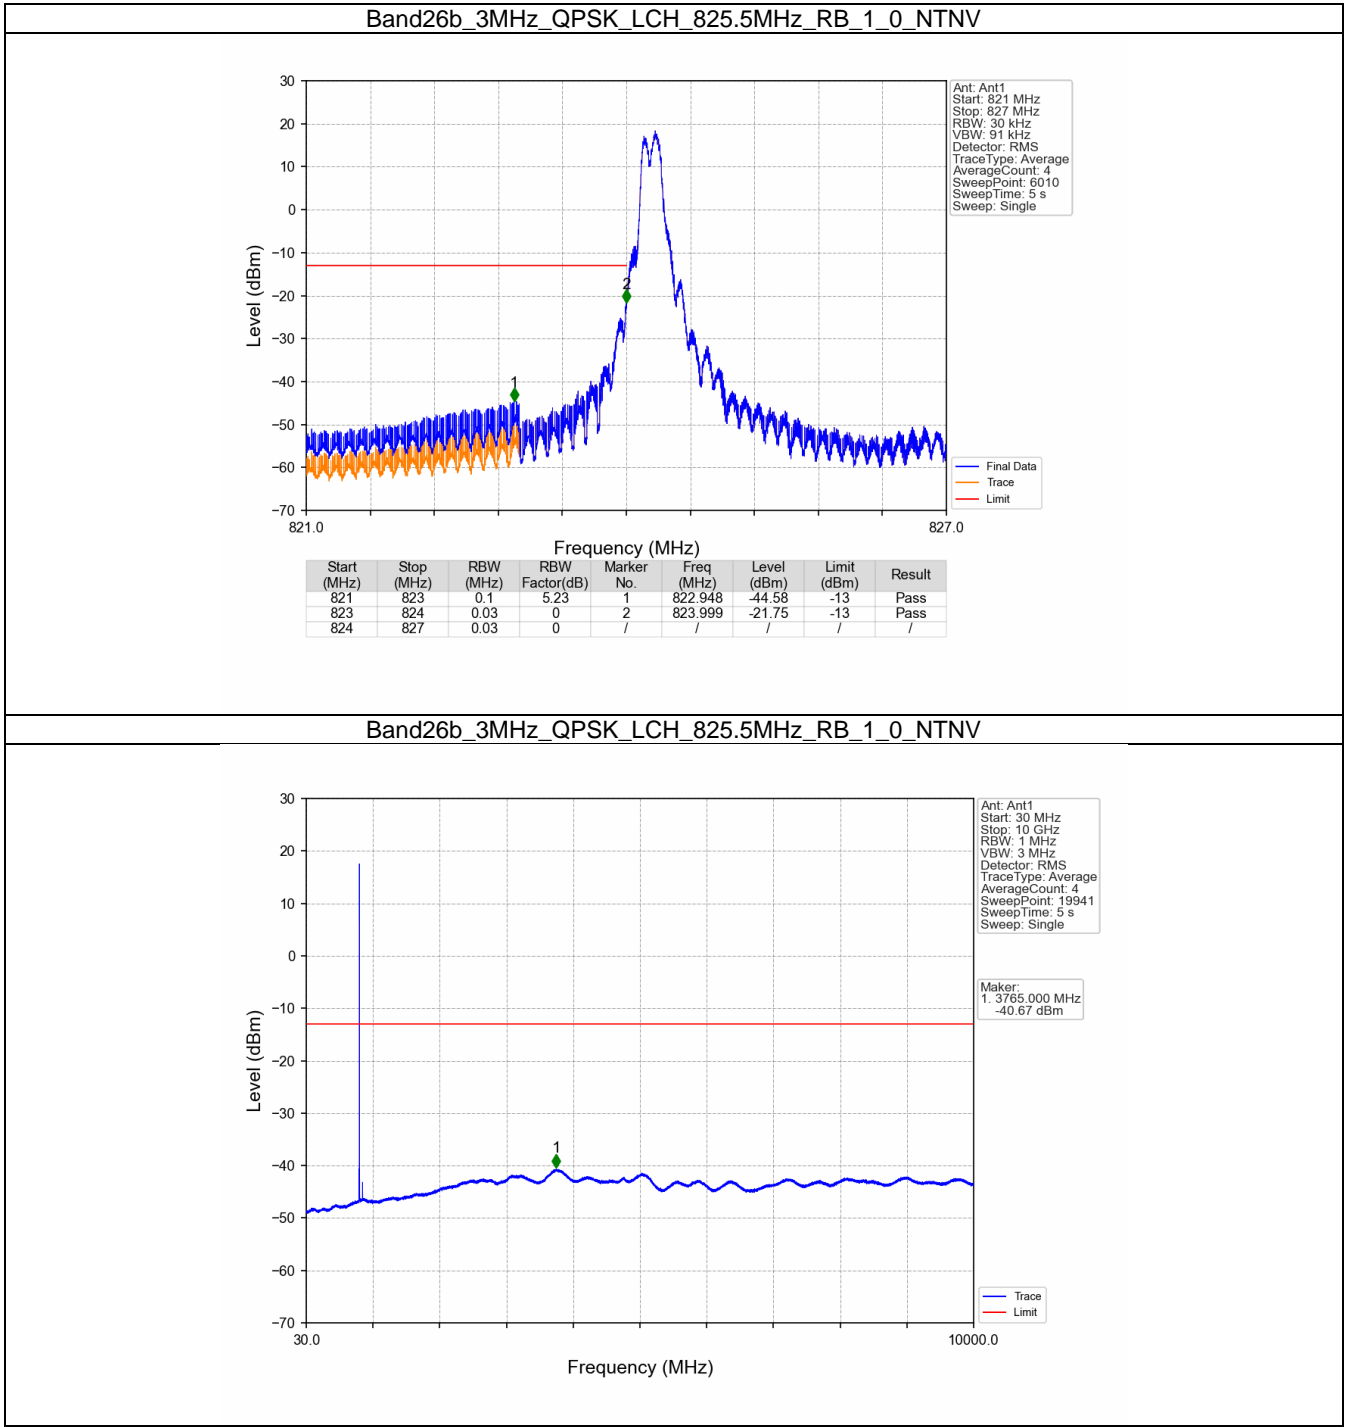 Band26b_3MHz_QPSK_LCH_825.5MHz_RB_1_0_NTNV
30
20
10
0
−10
−20
−30
−40
−50
−60
−70
Level (dBm)
1
2
821.0
827.0
Frequency (MHz)
Ant: Ant1
Start: 821 MHz
Stop: 827 MHz
RBW: 30 kHz
VBW: 91 kHz
Detector: RMS
TraceType: Average
AverageCount: 4
SweepPoint: 6010
SweepTime: 5 s
Sweep: Single
Final Data
Trace
Limit
Start (MHz) Stop (MHz) RBW (MHz) RBW Factor(dB) Marker No. Freq (MHz) Level (dBm) Limit (dBm) Result
821 823 0.1 5.23 1 822.948 -44.58 -13 Pass
823 824 0.03 0 2 823.999 -21.75 -13 Pass
824 827 0.03 0 / / / / /
Band26b_3MHz_QPSK_LCH_825.5MHz_RB_1_0_NTNV
30
20
10
0
−10
−20
−30
−40
−50
−60
−70
Level (dBm)
1
30.0
10000.0
Frequency (MHz)
Ant: Ant1
Start: 30 MHz
Stop: 10 GHz
RBW: 1 MHz
VBW: 3 MHz
Detector: RMS
TraceType: Average
AverageCount: 4
SweepPoint: 19941
SweepTime: 5 s
Sweep: Single
Maker:
1. 3765.000 MHz
-40.67 dBm
Trace
Limit